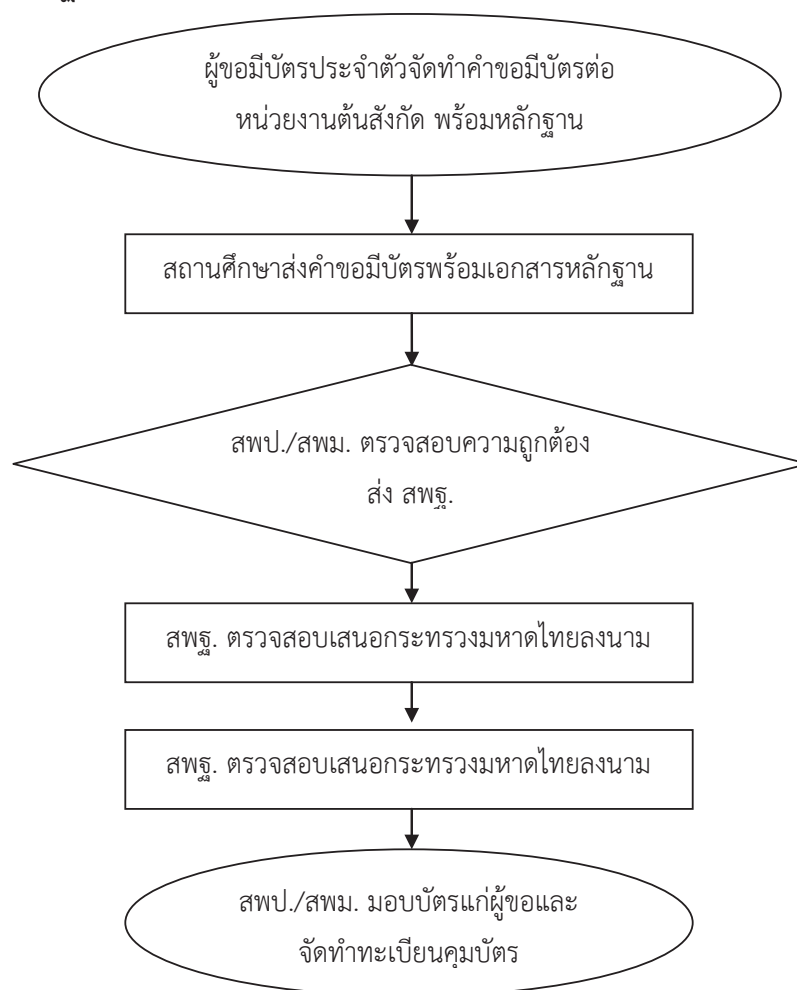 ผู้ขอมีบัตรประจำตัวจัดทำคำขอมีบัตรต่อ
หน่วยงานต้นสังกัด พร้อมหลักฐาน
สถานศึกษาส่งคำขอมีบัตรพร้อมเอกสารหลักฐาน
สพป./สพม. ตรวจสอบความถูกต้อง
ส่ง สพฐ.
สพฐ. ตรวจสอบเสนอกระทรวงมหาดไทยลงนาม
สพฐ. ตรวจสอบเสนอกระทรวงมหาดไทยลงนาม
สพป./สพม. มอบบัตรแก่ผู้ขอและ
จัดทำทะเบียนคุมบัตร